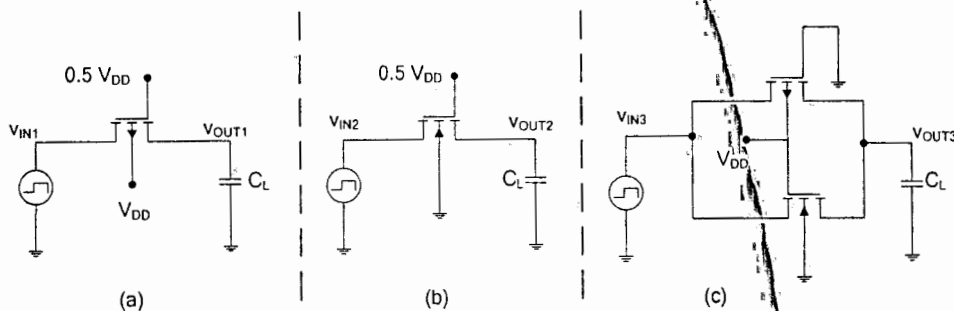 0.5 V_DD
v_IN1
v_OUT1
C_L
V_DD
(a)
0.5 V_DD
v_IN2
v_OUT2
C_L
(b)
v_IN3
V_DD
v_OUT3
C_L
(c)